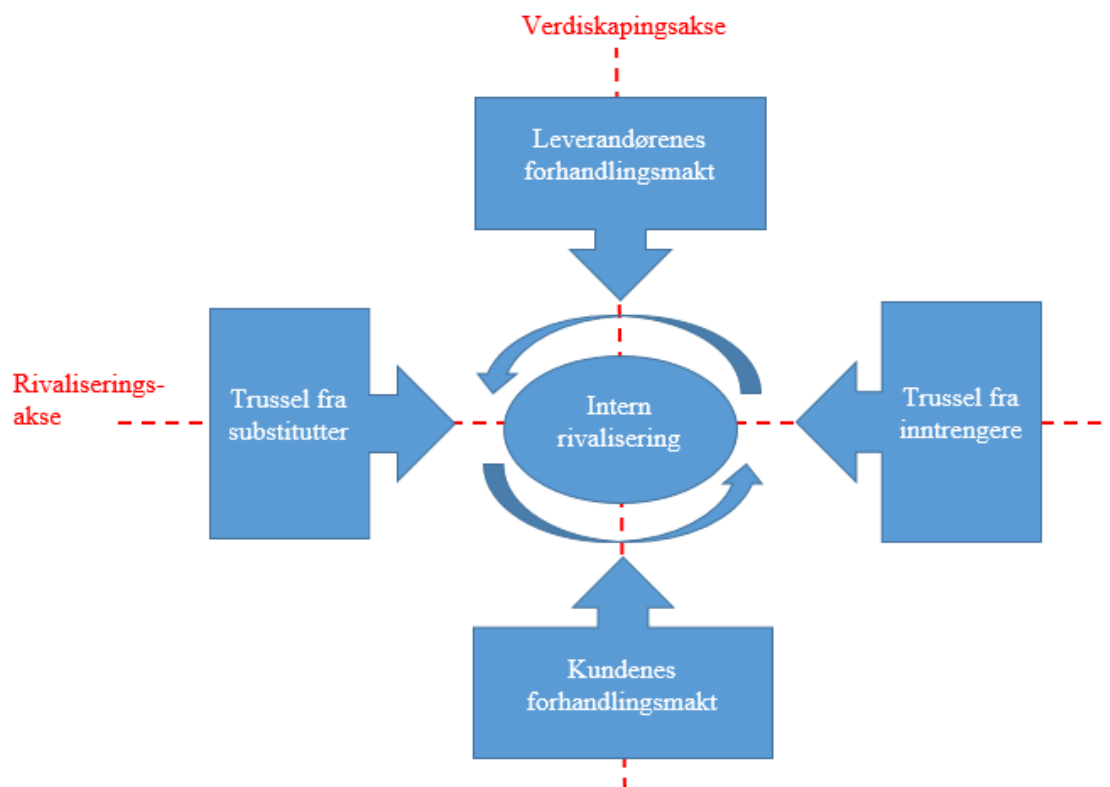 Verdiskapingsakse
Leverandørenes
forhandlingsmakt
Rivaliserings-
akse
Trussel fra
substitutter
Intern
rivalisering
Trussel fra
inntrengere
Kundenes
forhandlingsmakt